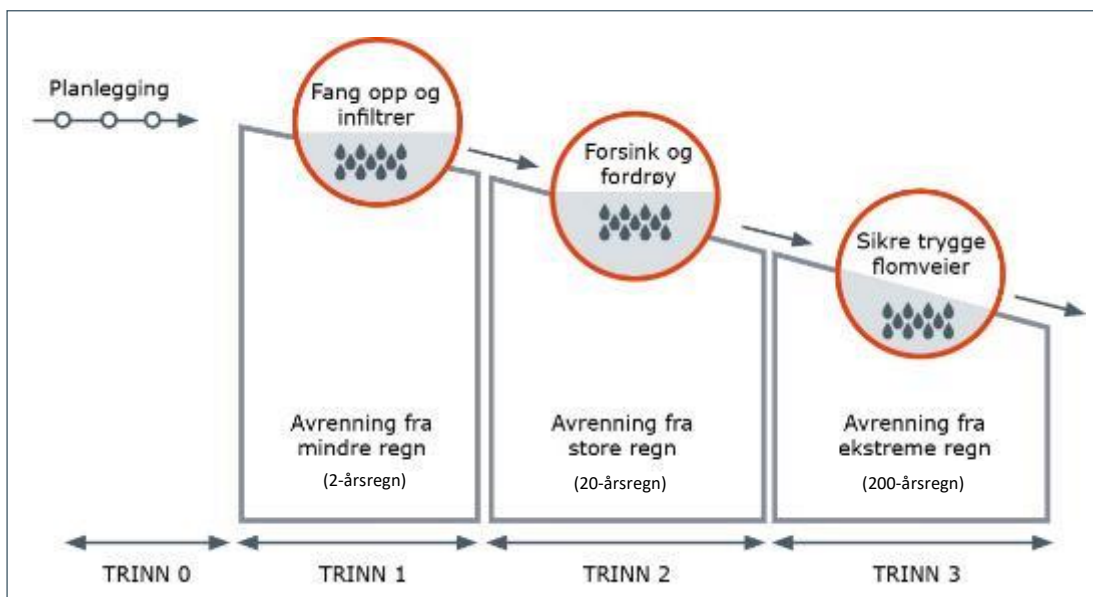 Planlegging
Fang opp og
infiltrer
Forsink og
fordrøy
Sikre trygge
flomveier
Avrenning fra
mindre regn
(2-årsregn)
Avrenning fra
store regn
(20-årsregn)
Avrenning fra
ekstreme regn
(200-årsregn)
TRINN 0
TRINN 1
TRINN 2
TRINN 3